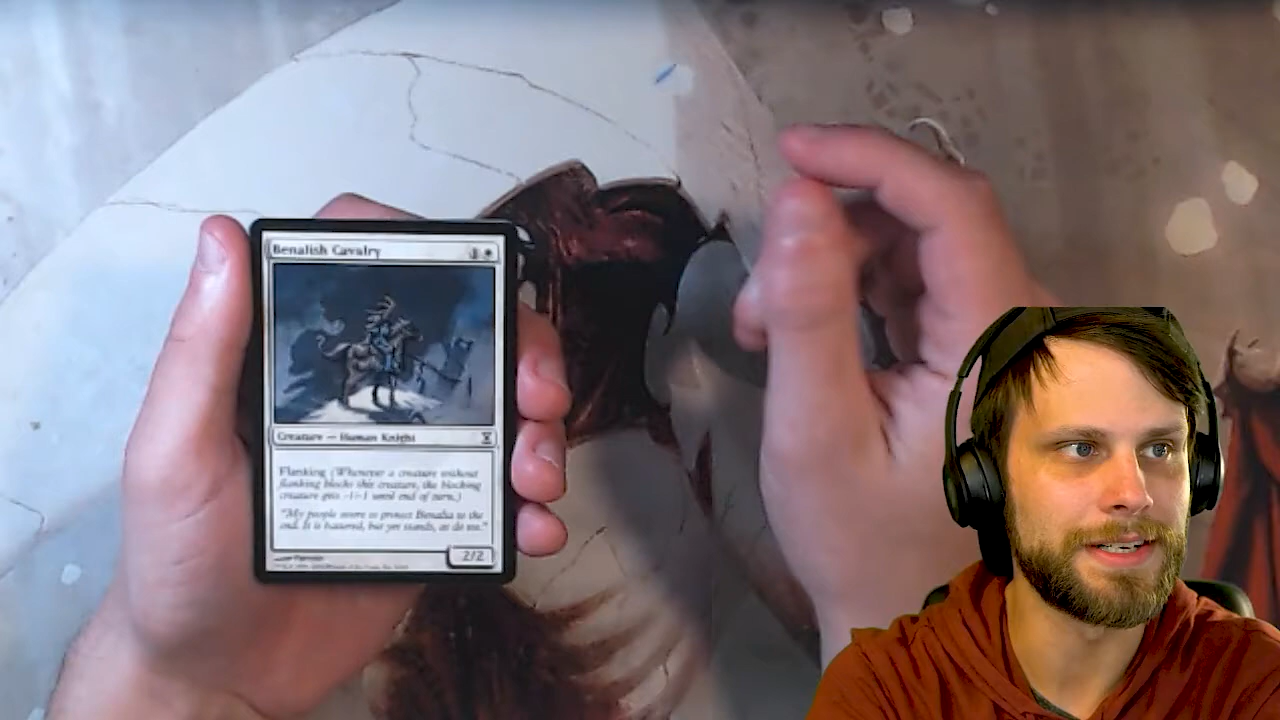 Benalish Cavalry 1
Creature — Human Knight
Flanking (Whenever a creature without
flanking blocks this creature, the blocking
creature gets -1/-1 until end of turn.)
"My people swore to protect Benalia to the
end. It is battered, but yet stands, as do we."
2/2